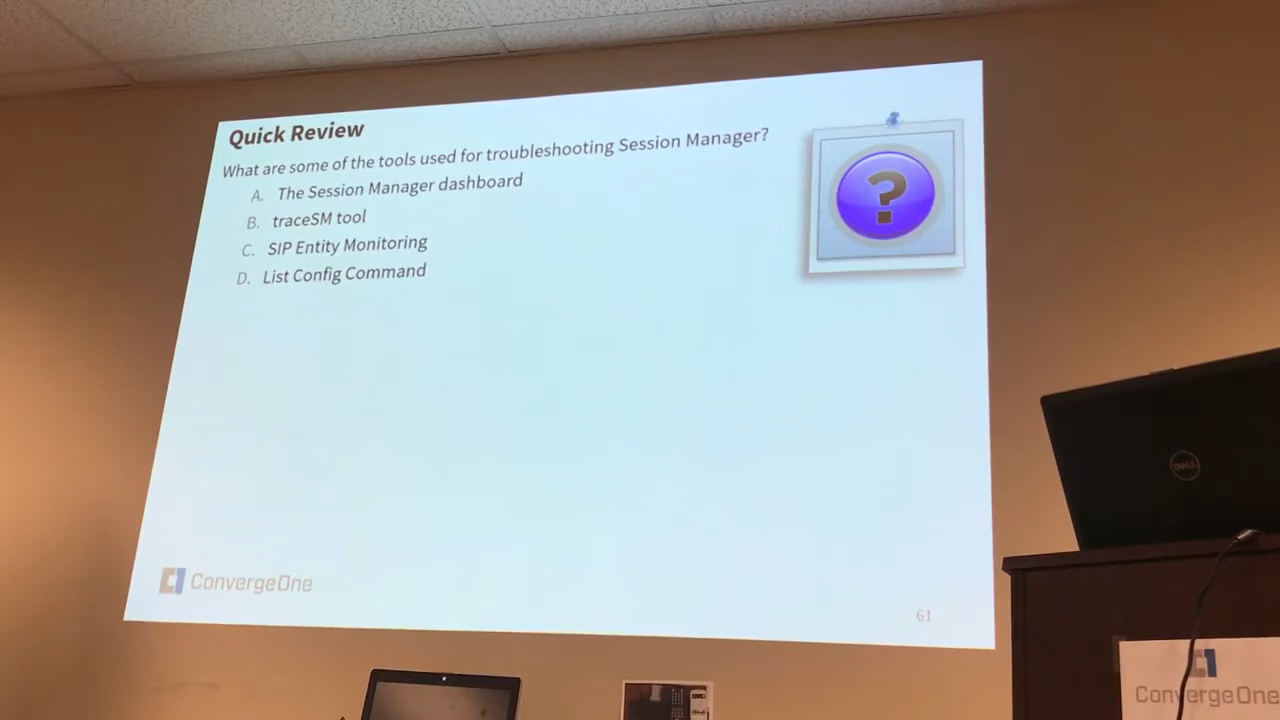 Quick Review
What are some of the tools used for troubleshooting Session Manager?
A. The Session Manager dashboard
B. traceSM tool
C. SIP Entity Monitoring
D. List Config Command
?
ConvergeOne
61
DELL
ConvergeOne